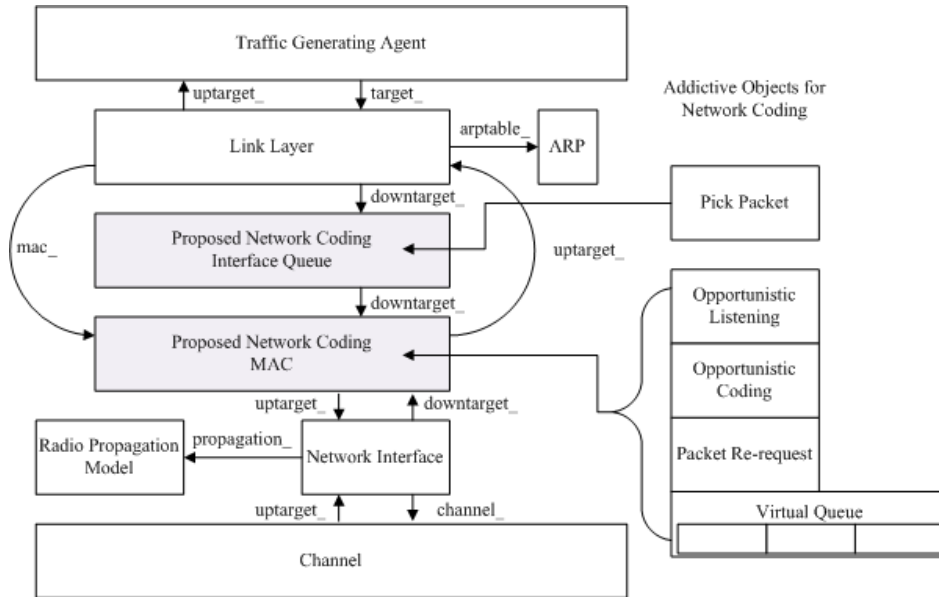 Traffic Generating Agent
uptarget_
target_
Addictive Objects for
Network Coding
Link Layer
arptable_
ARP
downtarget_
Pick Packet
mac_
Proposed Network Coding
Interface Queue
uptarget_
downtarget_
Opportunistic
Listening
Proposed Network Coding
MAC
Opportunistic
Coding
uptarget_
downtarget_
Radio Propagation
Model
propagation_
Network Interface
Packet Re-request
uptarget_
channel_
Virtual Queue
Channel